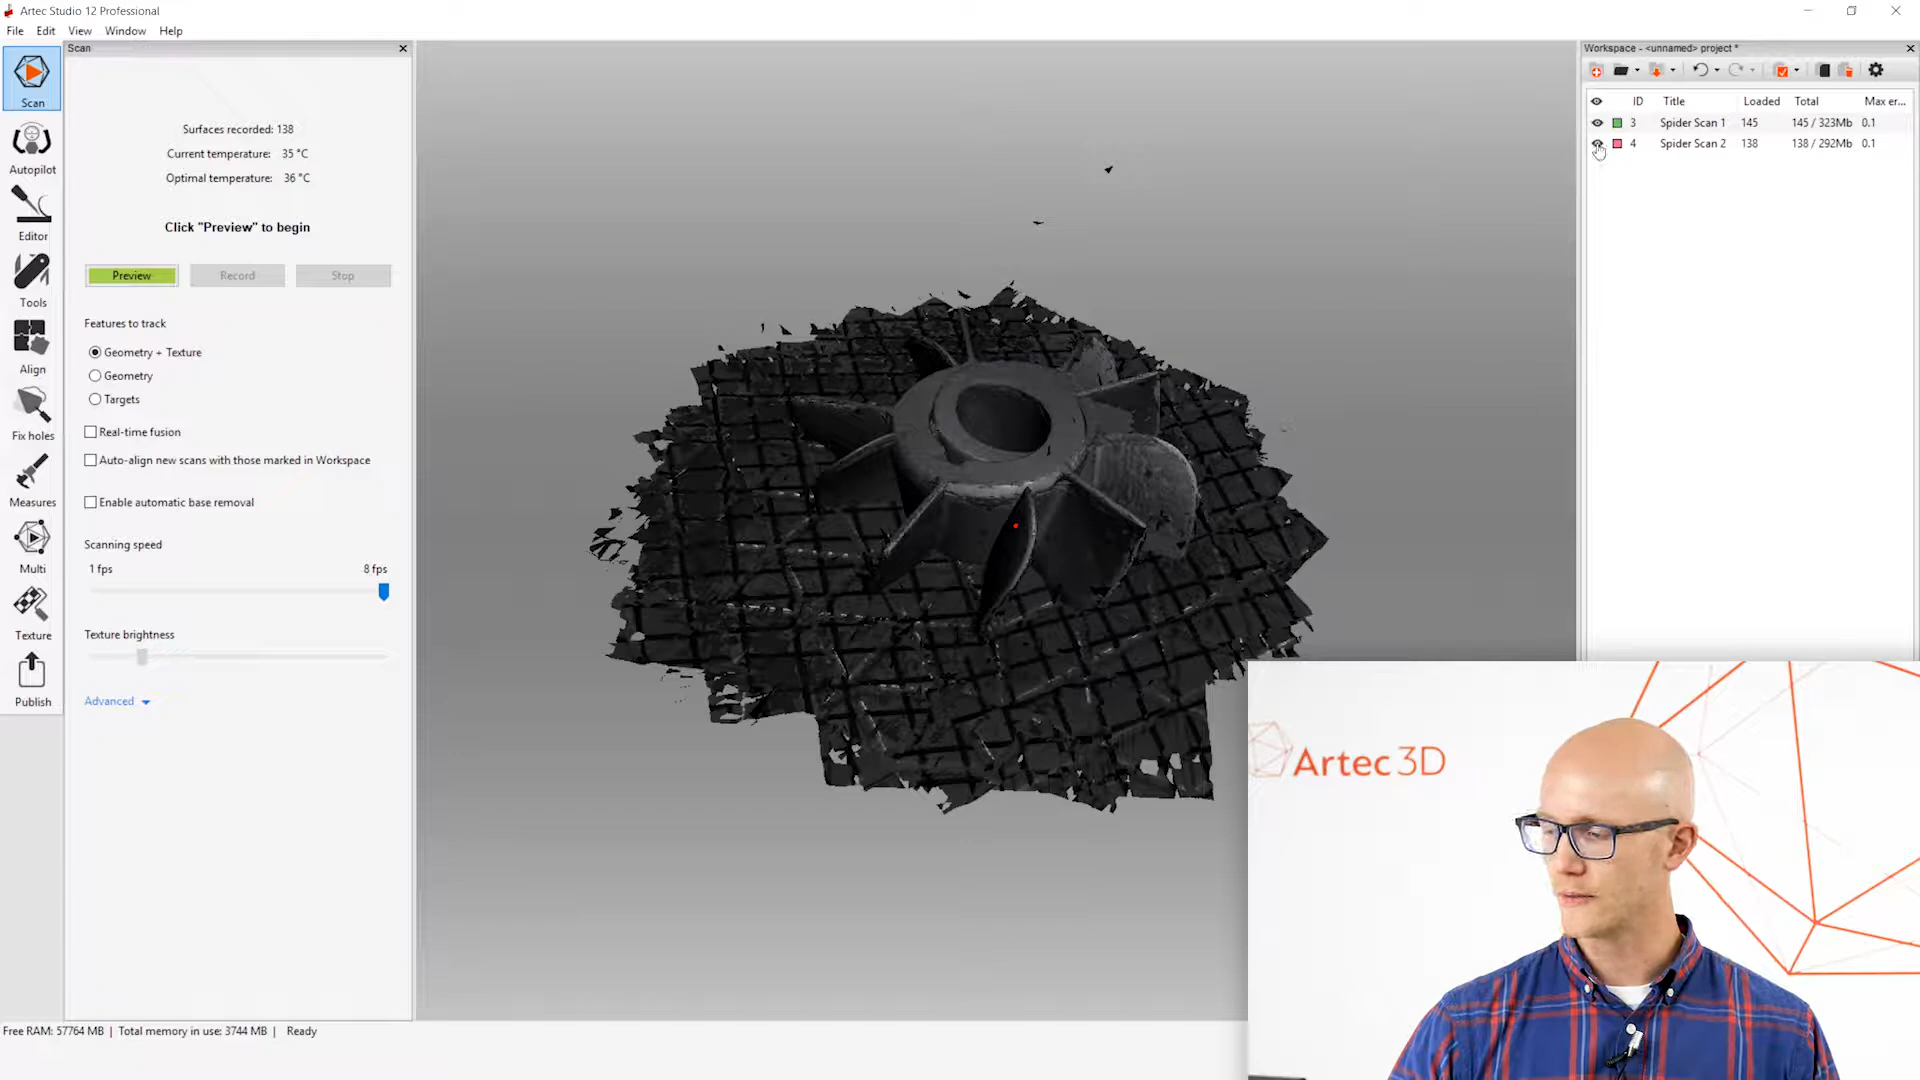 Artec Studio 12 Professional
File Edit View Window Help
Scan
Scan
Autopilot
Editor
Tools
Align
Fix holes
Measures
Multi
Texture
Publish
Surfaces recorded: 138
Current temperature: 35 °C
Optimal temperature: 36 °C
Click "Preview" to begin
Preview Record Stop
Features to track
Geometry + Texture
Geometry
Targets
Real-time fusion
Auto-align new scans with those marked in Workspace
Enable automatic base removal
Scanning speed
1 fps 8 fps
Texture brightness
Advanced
Workspace - <unnamed> project *
ID Title Loaded Total Max er...
3 Spider Scan 1 145 145 / 323Mb 0.1
4 Spider Scan 2 138 138 / 292Mb 0.1
Artec 3D
Free RAM: 57764 MB | Total memory in use: 3744 MB | Ready